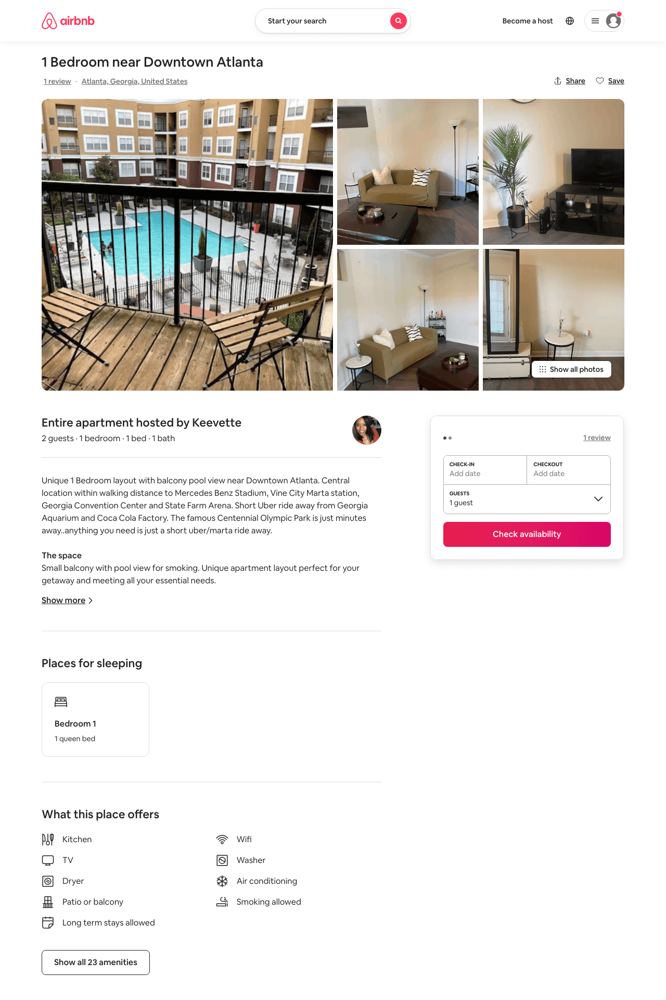 airbnb
Start your search
Become a host
1 Bedroom near Downtown Atlanta
1 review · Atlanta, Georgia, United States
Share
Save
Show all photos
Entire apartment hosted by Keevette
2 guests · 1 bedroom · 1 bed · 1 bath
1 review
CHECK-IN
Add date
CHECKOUT
Add date
GUESTS
1 guest
Check availability
Unique 1 Bedroom layout with balcony pool view near Downtown Atlanta. Central
location within walking distance to Mercedes Benz Stadium, Vine City Marta station,
Georgia Convention Center and State Farm Arena. Short Uber ride away from Georgia
Aquarium and Coca Cola Factory. The famous Centennial Olympic Park is just minutes
away..anything you need is just a short uber/marta ride away.
The space
Small balcony with pool view for smoking. Unique apartment layout perfect for your
getaway and meeting all your essential needs.
Show more
Places for sleeping
Bedroom 1
1 queen bed
What this place offers
Kitchen
Wifi
TV
Washer
Dryer
Air conditioning
Patio or balcony
Smoking allowed
Long term stays allowed
Show all 23 amenities